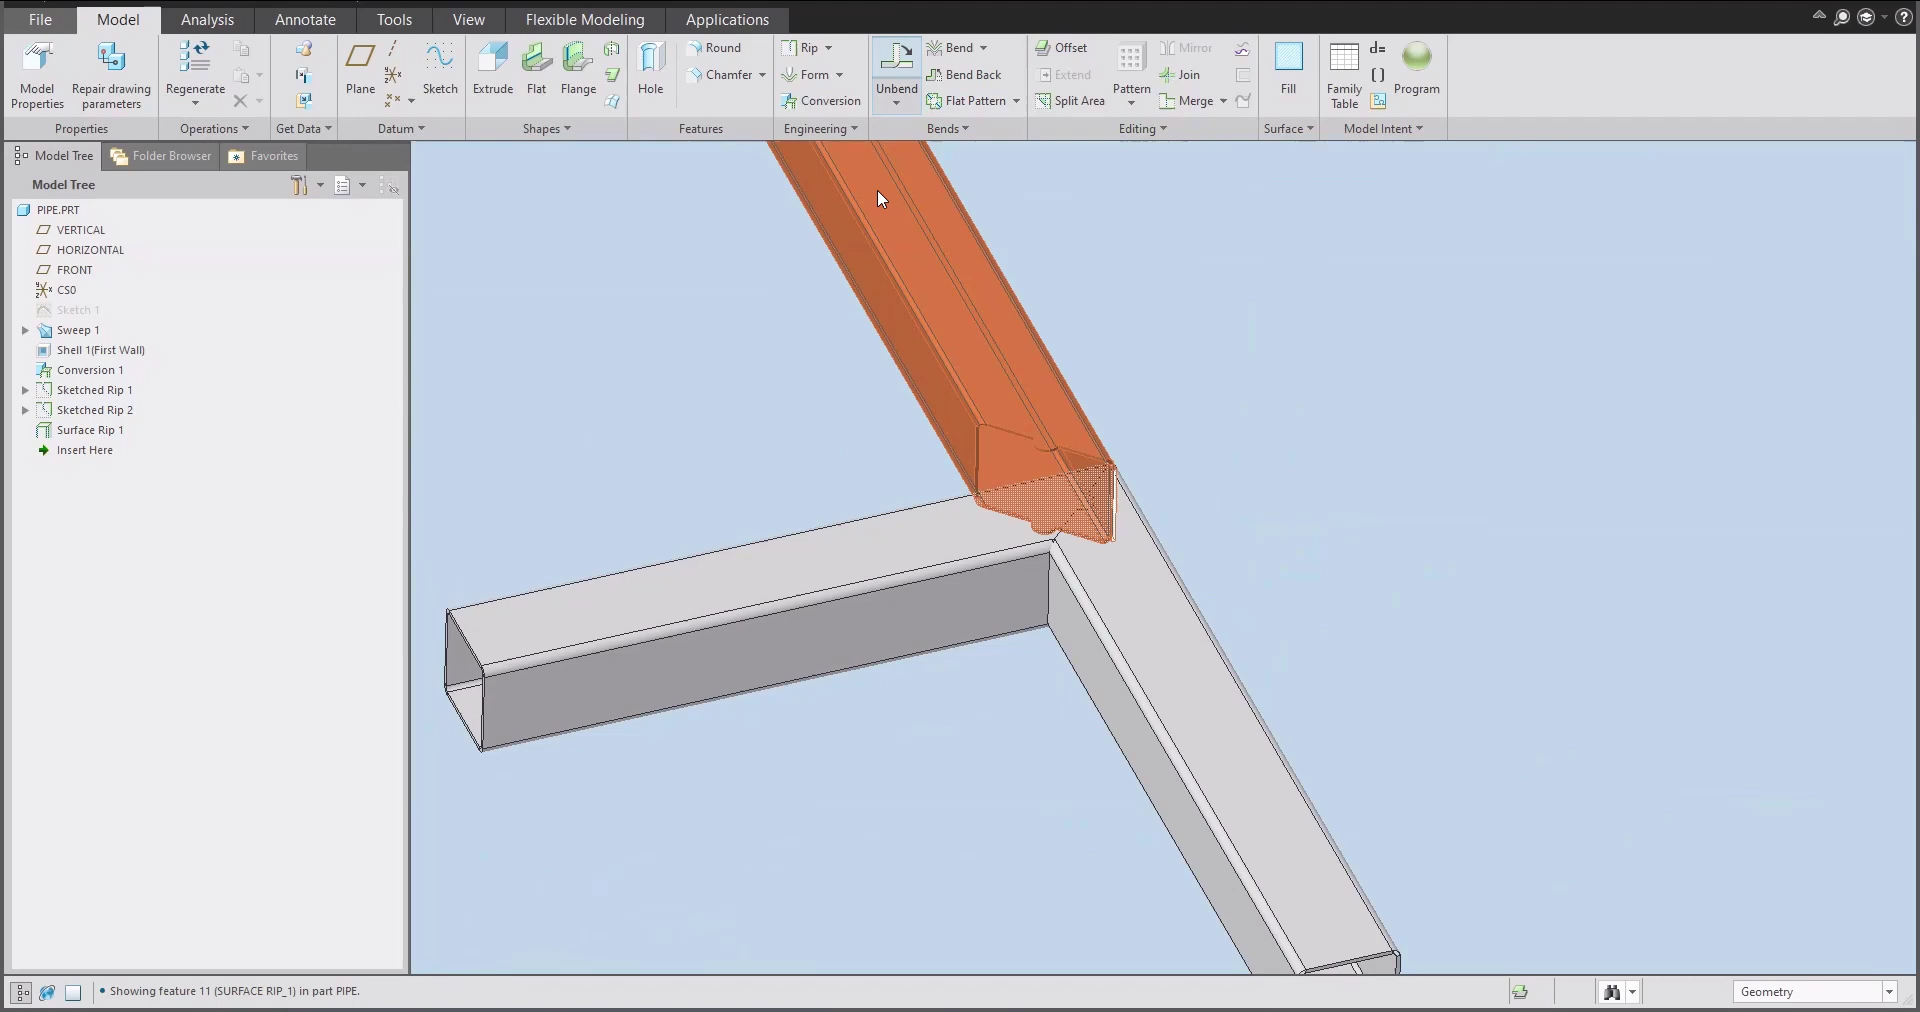 File
Model
Analysis
Annotate
Tools
View
Flexible Modeling
Applications
Model Properties
Repair drawing parameters
Regenerate
Plane
Sketch
Extrude
Flat
Flange
Hole
Round
Chamfer
Rip
Form
Conversion
Unbend
Bend
Bend Back
Flat Pattern
Offset
Extend
Split Area
Pattern
Mirror
Join
Merge
Fill
Family Table
d=
[ ]
Program
Properties
Operations
Get Data
Datum
Shapes
Features
Engineering
Bends
Editing
Surface
Model Intent
Model Tree
Folder Browser
Favorites
Model Tree
PIPE.PRT
VERTICAL
HORIZONTAL
FRONT
CS0
Sketch 1
Sweep 1
Shell 1(First Wall)
Conversion 1
Sketched Rip 1
Sketched Rip 2
Surface Rip 1
Insert Here
• Showing feature 11 (SURFACE RIP_1) in part PIPE.
Geometry